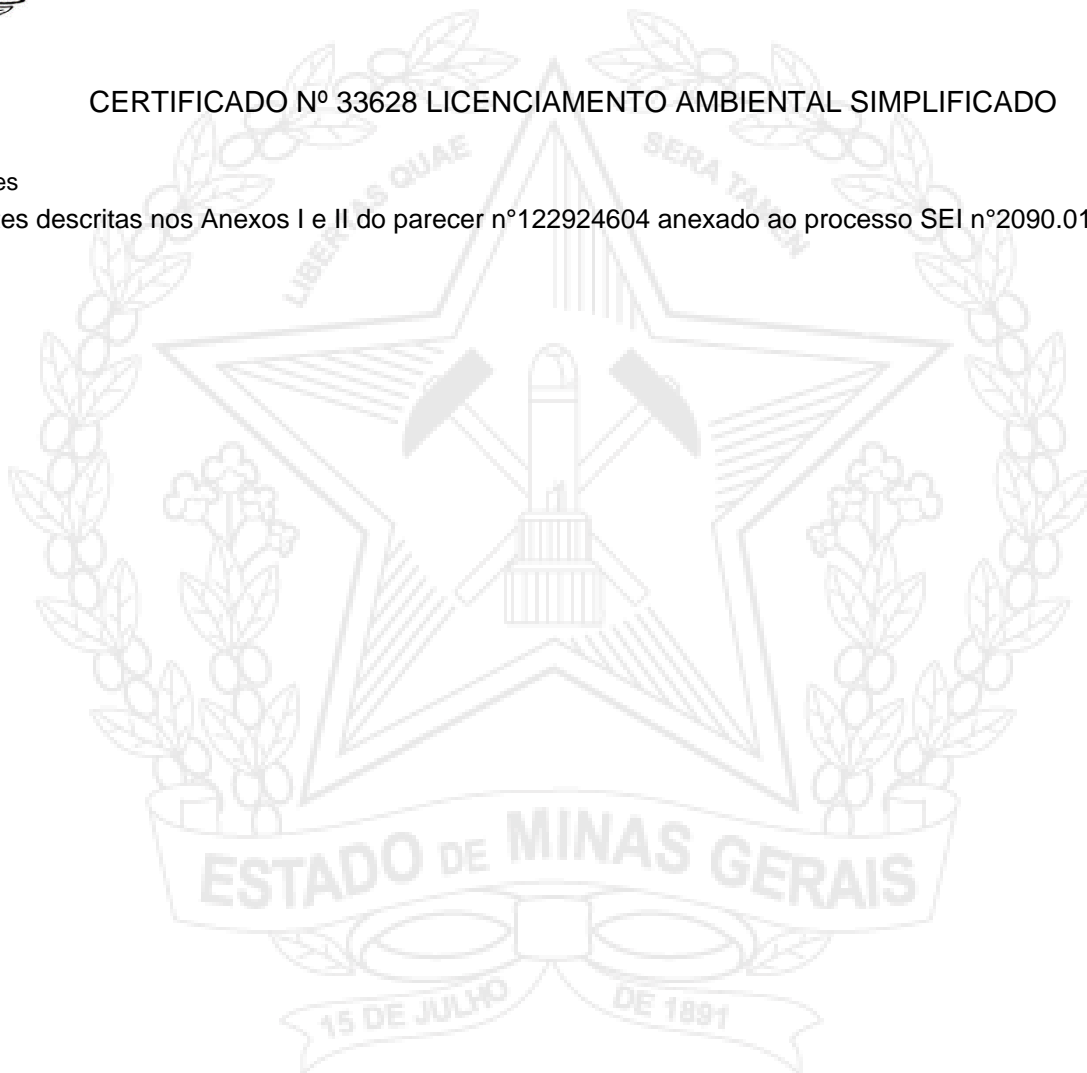 CERTIFICADO Nº 33628 LICENCIAMENTO AMBIENTAL SIMPLIFICADO
es
es descritas nos Anexos I e II do parecer n°122924604 anexado ao processo SEI n°2090.01
LIBERTAS QUAE SERA TAMEN
ESTADO DE MINAS GERAIS
15 DE JULHO DE 1891